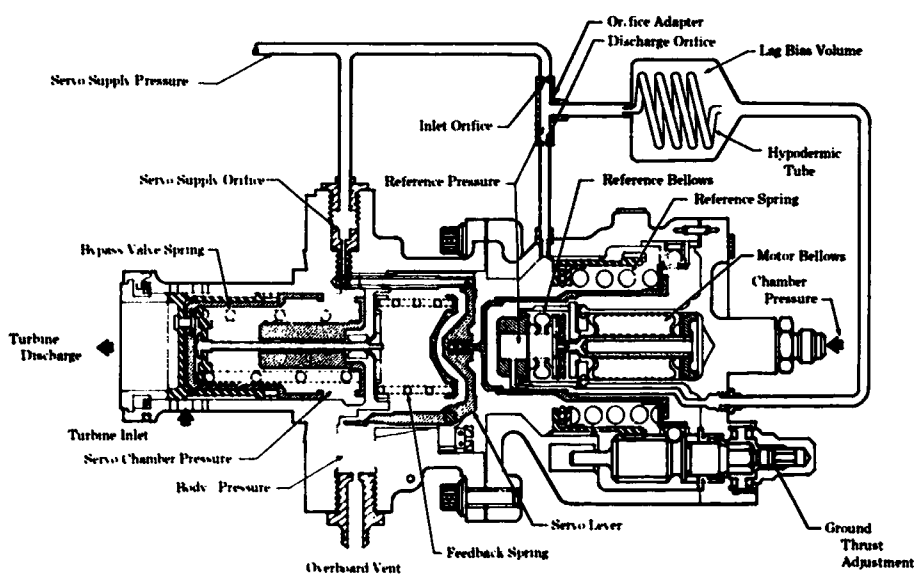 Orifice Adapter
Discharge Orifice
Lag Bias Volume
Servo Supply Pressure
Inlet Orifice
Hypodermic
Tube
Servo Supply Orifice
Reference Pressure
Reference Bellows
Reference Spring
Bypass Valve Spring
Motor Bellows
Chamber
Pressure
Turbine
Discharge
Turbine Inlet
Servo Chamber Pressure
Body Pressure
Servo Lever
Feedback Spring
Overboard Vent
Ground
Thrust
Adjustment